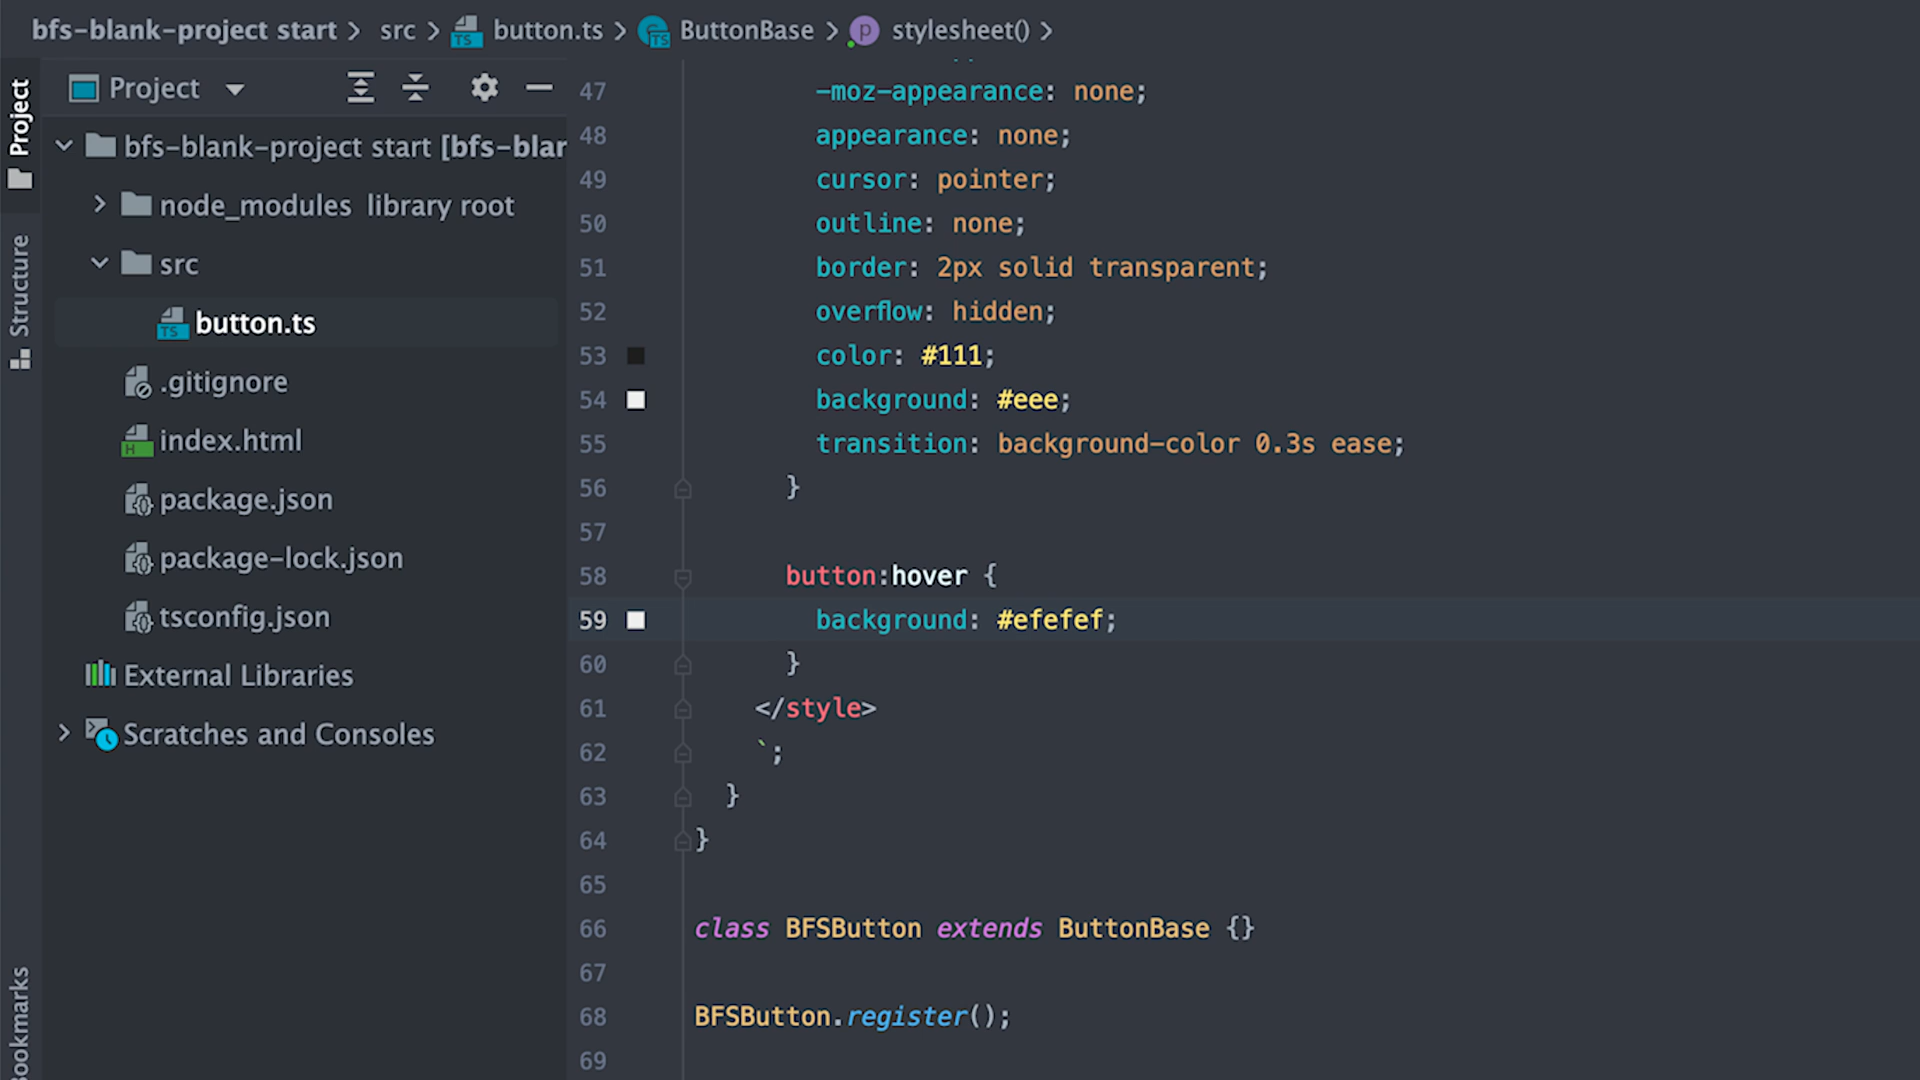 bfs-blank-project start > src > button.ts > ButtonBase > stylesheet() >
Project
Project
Structure
bfs-blank-project start [bfs-blan
node_modules library root
src
button.ts
.gitignore
index.html
package.json
package-lock.json
tsconfig.json
External Libraries
Scratches and Consoles
ookmarks
47 -moz-appearance: none;
48 appearance: none;
49 cursor: pointer;
50 outline: none;
51 border: 2px solid transparent;
52 overflow: hidden;
53 color: #111;
54 background: #eee;
55 transition: background-color 0.3s ease;
56 }
57
58 button:hover {
59 background: #efefef;
60 }
61 </style>
62 `;
63 }
64 }
65
66 class BFSButton extends ButtonBase {}
67
68 BFSButton.register();
69